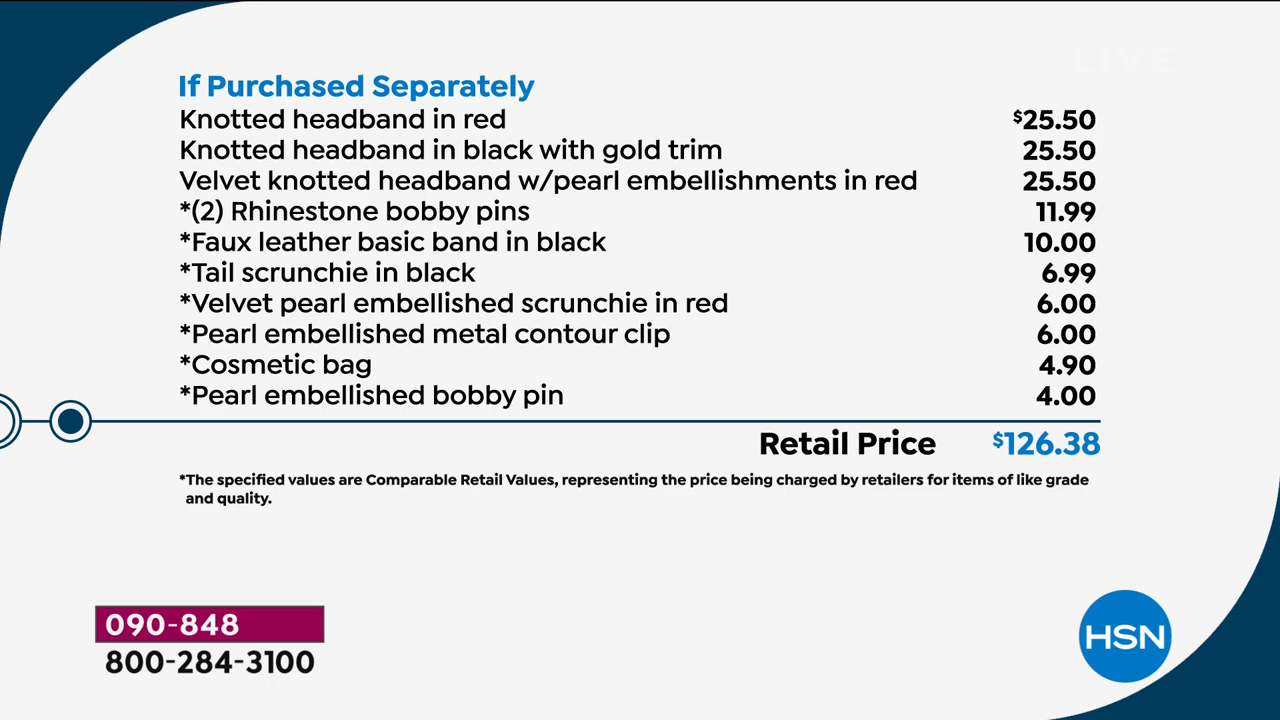 LIVE
If Purchased Separately
Knotted headband in red $25.50
Knotted headband in black with gold trim 25.50
Velvet knotted headband w/pearl embellishments in red 25.50
*(2) Rhinestone bobby pins 11.99
*Faux leather basic band in black 10.00
*Tail scrunchie in black 6.99
*Velvet pearl embellished scrunchie in red 6.00
*Pearl embellished metal contour clip 6.00
*Cosmetic bag 4.90
*Pearl embellished bobby pin 4.00
Retail Price $126.38
*The specified values are Comparable Retail Values, representing the price being charged by retailers for items of like grade
and quality.
090-848
800-284-3100
HSN